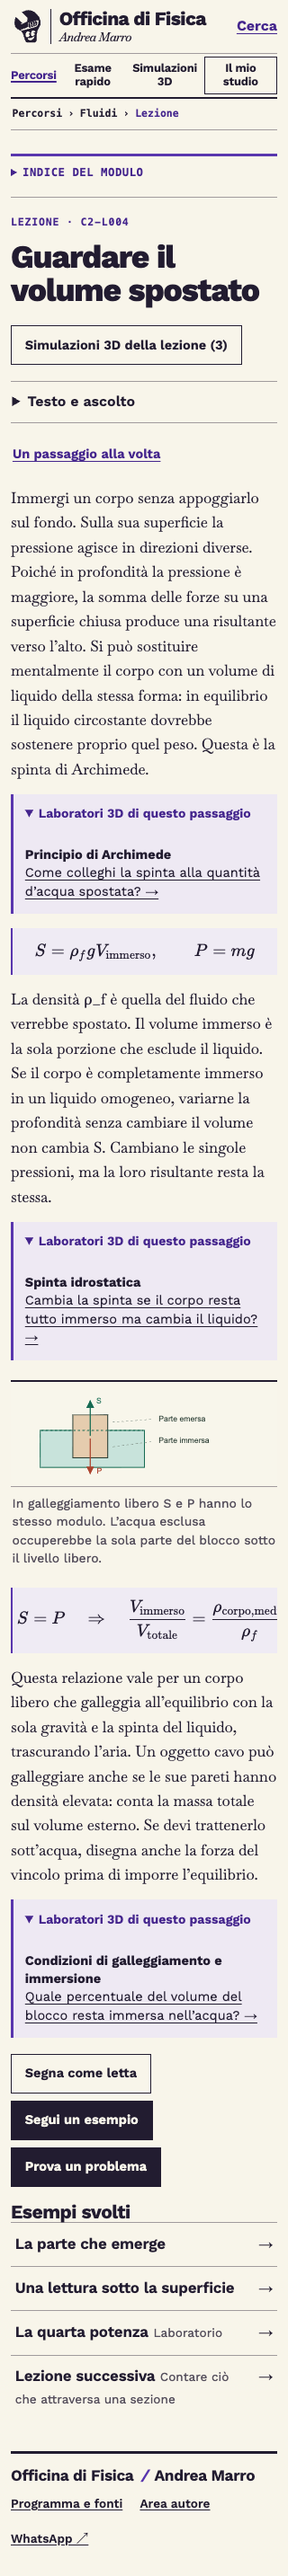 Officina di Fisica
Andrea Marro
Cerca
Percorsi
Esame rapido
Simulazioni 3D
Il mio studio
Percorsi › Fluidi › Lezione
▶ INDICE DEL MODULO
LEZIONE · C2–L004
Guardare il
volume spostato
Simulazioni 3D della lezione (3)
▶ Testo e ascolto
Un passaggio alla volta
Immergi un corpo senza appoggiarlo
sul fondo. Sulla sua superficie la
pressione agisce in direzioni diverse.
Poiché in profondità la pressione è
maggiore, la somma delle forze su una
superficie chiusa produce una risultante
verso l’alto. Si può sostituire
mentalmente il corpo con un volume di
liquido della stessa forma: in equilibrio
il liquido circostante dovrebbe
sostenere proprio quel peso. Questa è la
spinta di Archimede.
▼ Laboratori 3D di questo passaggio
Principio di Archimede
Come colleghi la spinta alla quantità
d’acqua spostata? →
S = ρ_f g V_immerso, P = mg
La densità ρ_f è quella del fluido che
verrebbe spostato. Il volume immerso è
la sola porzione che esclude il liquido.
Se il corpo è completamente immerso
in un liquido omogeneo, variarne la
profondità senza cambiare il volume
non cambia S. Cambiano le singole
pressioni, ma la loro risultante resta la
stessa.
▼ Laboratori 3D di questo passaggio
Spinta idrostatica
Cambia la spinta se il corpo resta
tutto immerso ma cambia il liquido?
→
S
Parte emersa
Parte immersa
P
In galleggiamento libero S e P hanno lo
stesso modulo. L’acqua esclusa
occuperebbe la sola parte del blocco sotto
il livello libero.
S = P ⇒ V_immerso / V_totale = ρ_corpo,med / ρ_f
Questa relazione vale per un corpo
libero che galleggia all’equilibrio con la
sola gravità e la spinta del liquido,
trascurando l’aria. Un oggetto cavo può
galleggiare anche se le sue pareti hanno
densità elevata: conta la massa totale
sul volume esterno. Se devi trattenerlo
sott’acqua, disegna anche la forza del
vincolo prima di imporre l’equilibrio.
▼ Laboratori 3D di questo passaggio
Condizioni di galleggiamento e
immersione
Quale percentuale del volume del
blocco resta immersa nell’acqua? →
Segna come letta
Segui un esempio
Prova un problema
Esempi svolti
La parte che emerge →
Una lettura sotto la superficie →
La quarta potenza Laboratorio →
Lezione successiva Contare ciò →
che attraversa una sezione
Officina di Fisica / Andrea Marro
Programma e fonti
Area autore
WhatsApp ↗